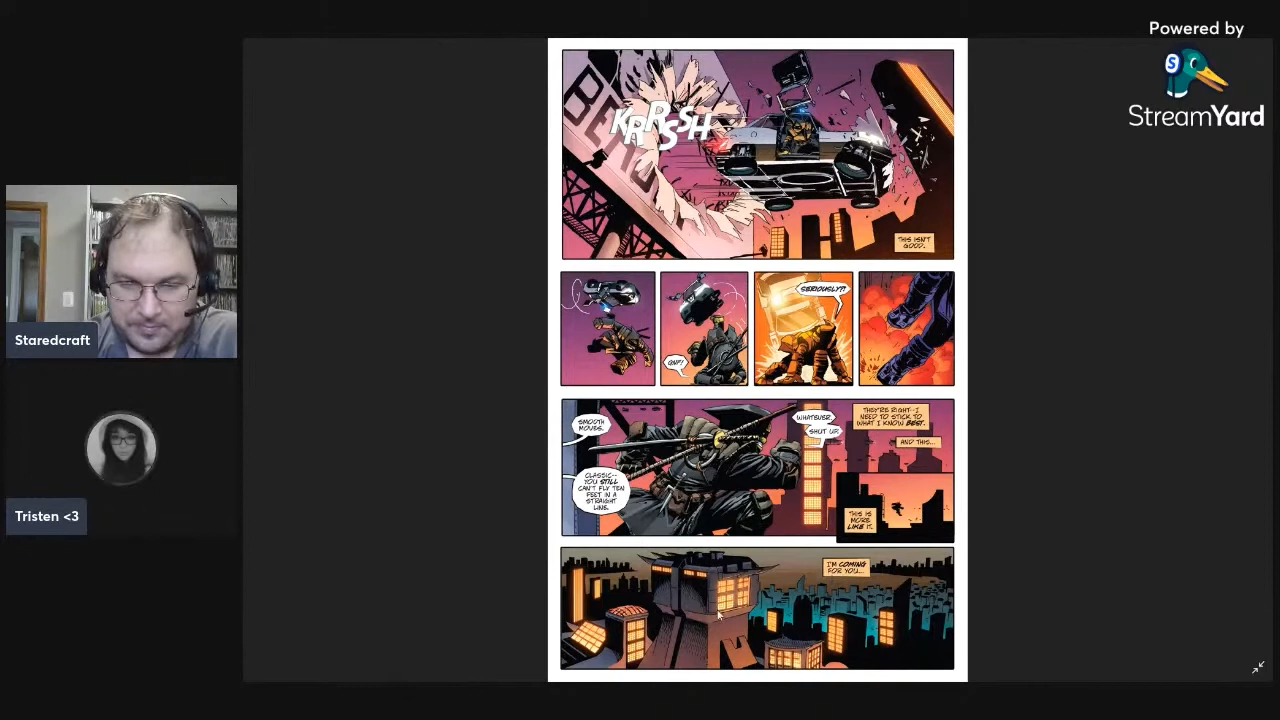 Powered by
StreamYard
Staredcraft
Tristen <3
KRRSSH
THIS ISN'T
GOOD.
OOF!
SERIOUSLY?!
SMOOTH
MOVES.
CLASSIC--
YOU STILL
CAN'T FLY TEN
FEET IN A
STRAIGHT
LINE.
WHATEVER.
SHUT UP.
THEY'RE RIGHT--I
NEED TO STICK TO
WHAT I KNOW BEST.
AND THIS...
THIS IS
MORE
LIKE IT.
I'M COMING
FOR YOU...